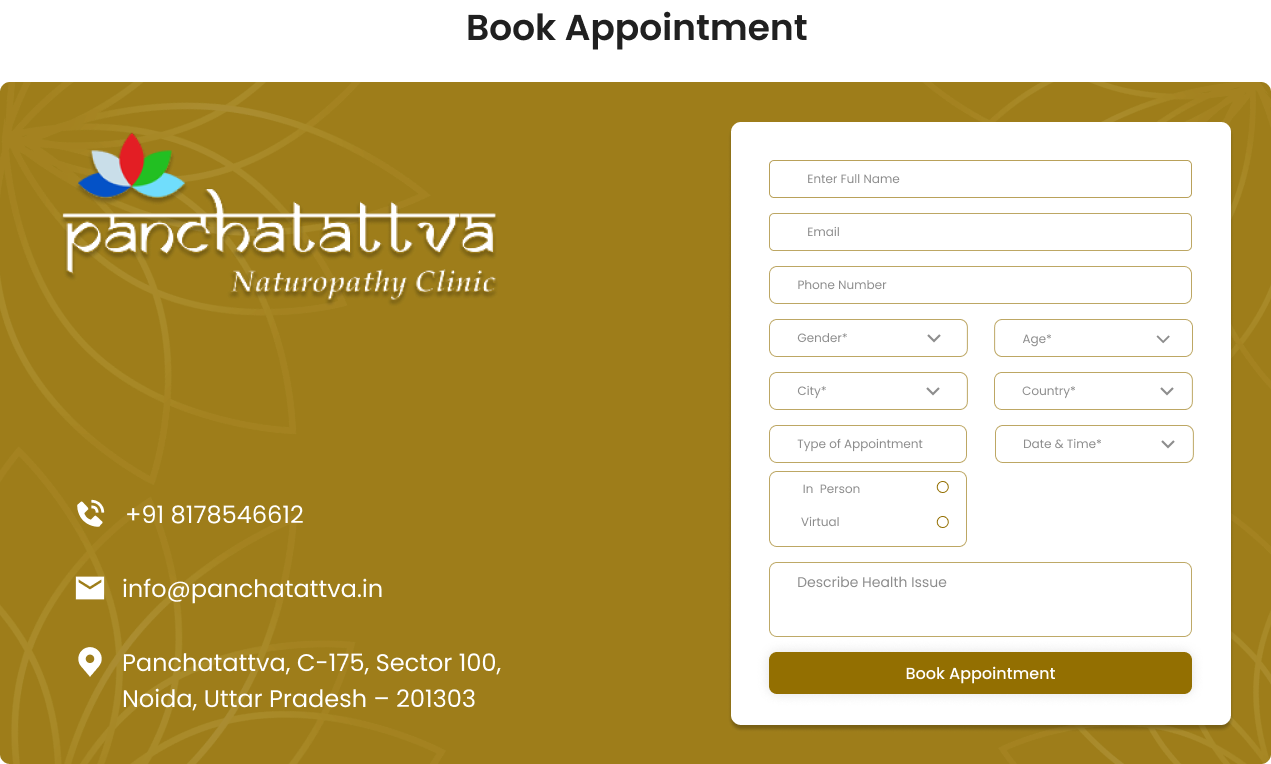 Book Appointment
panchatattva
Naturopathy Clinic
+91 8178546612
info@panchatattva.in
Panchatattva, C-175, Sector 100,
Noida, Uttar Pradesh – 201303
Enter Full Name
Email
Phone Number
Gender*
Age*
City*
Country*
Type of Appointment
Date & Time*
In Person
Virtual
Describe Health Issue
Book Appointment